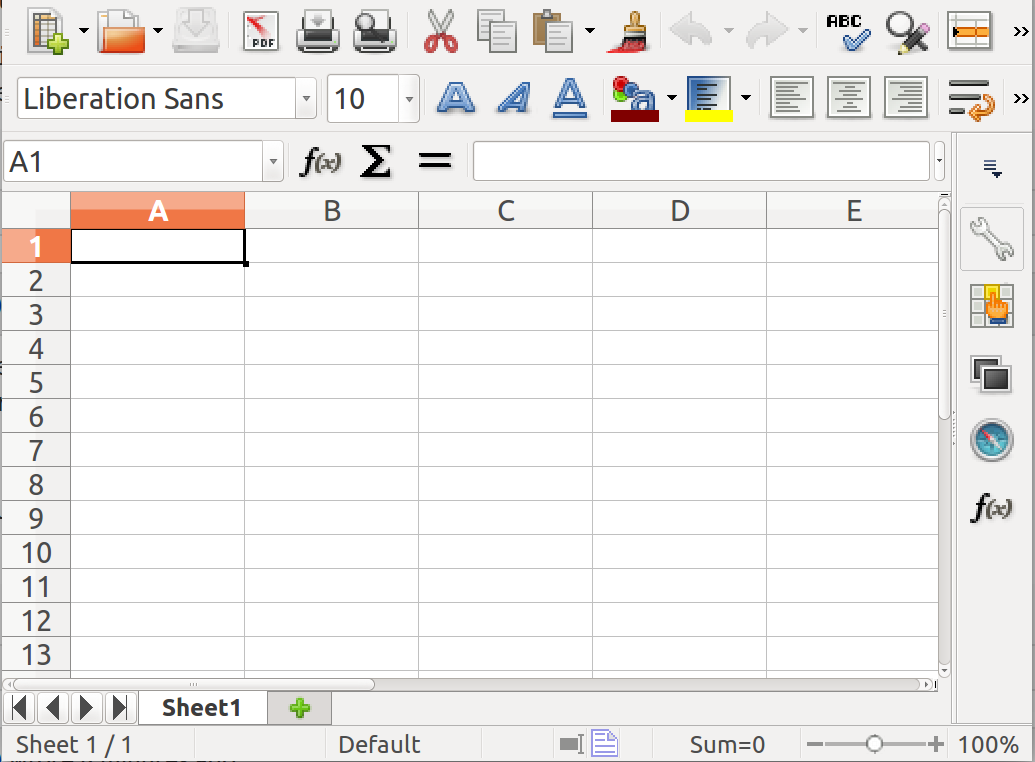 PDF
ABC
Liberation Sans 10 A A A a
A1 f(x) Σ =
A B C D E
1
2
3
4
5
6
7
8
9
10
11
12
13
f(x)
Sheet1
Sheet 1 / 1 Default Sum=0 100%